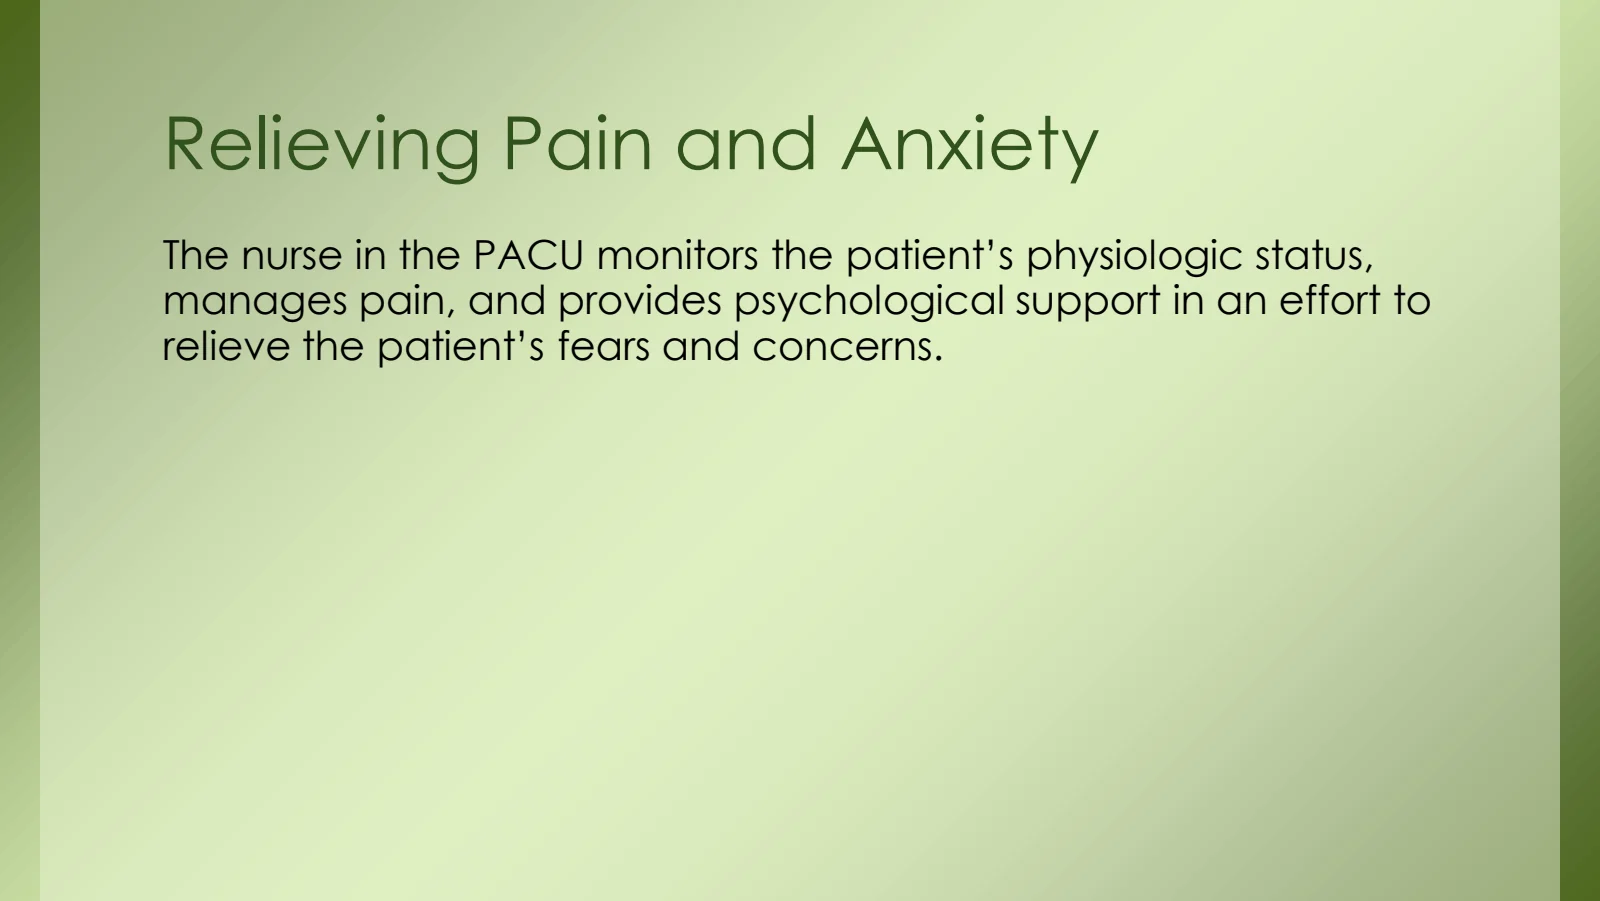 Relieving Pain and Anxiety
The nurse in the PACU monitors the patient’s physiologic status,
manages pain, and provides psychological support in an effort to
relieve the patient’s fears and concerns.